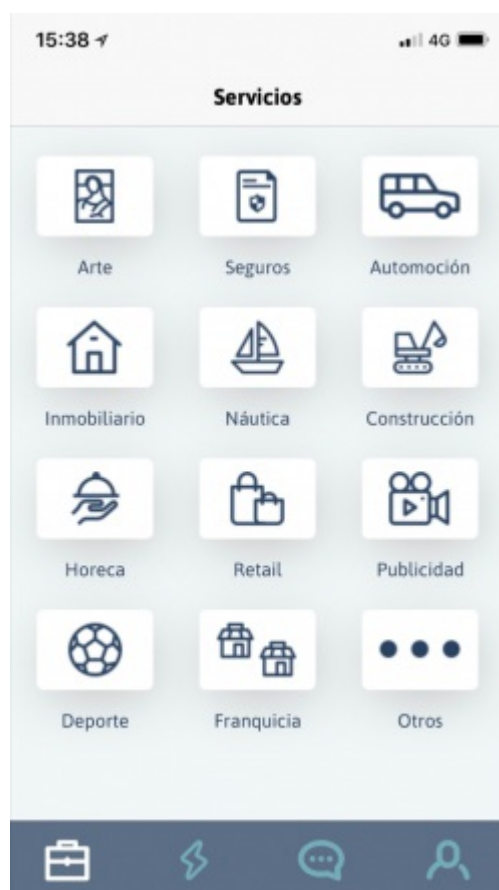 15:38 4G
Servicios
Arte Seguros Automoción
Inmobiliario Náutica Construcción
Horeca Retail Publicidad
Deporte Franquicia Otros